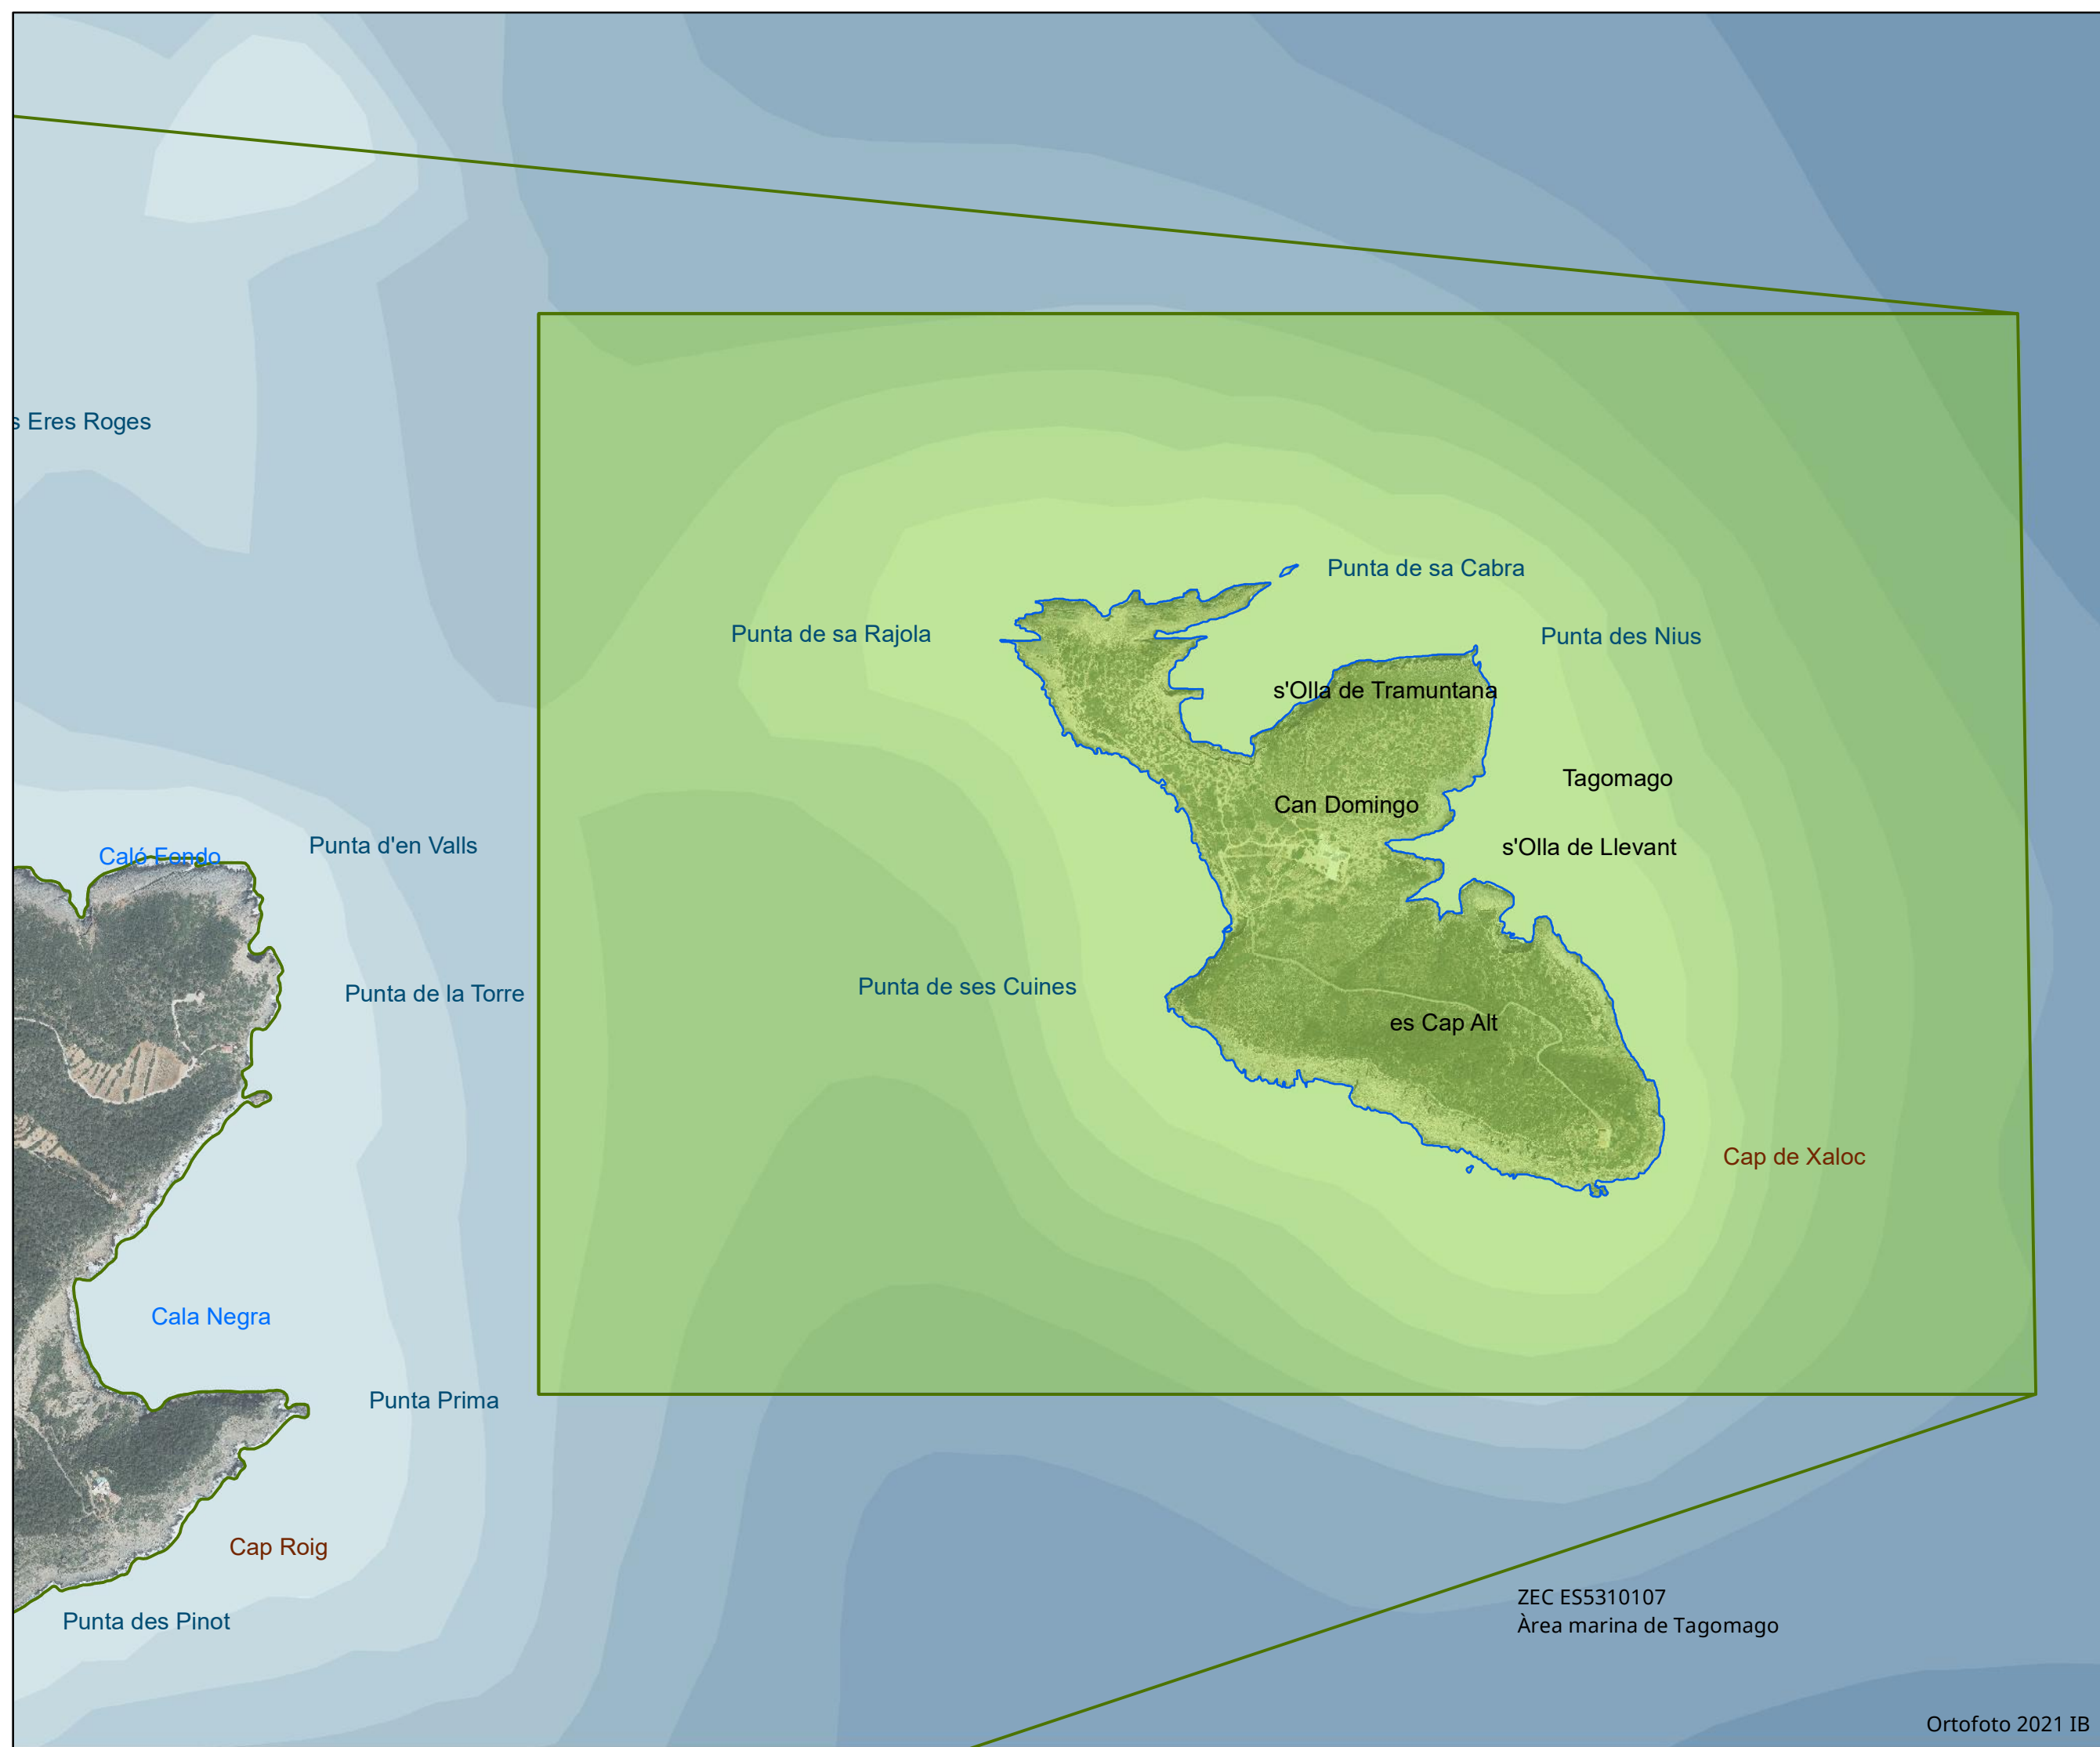 s Eres Roges
Punta de sa Cabra
Punta de sa Rajola
Punta des Nius
s'Olla de Tramuntana
Tagomago
Can Domingo
Punta d'en Valls
s'Olla de Llevant
Caló Fondo
Punta de ses Cuines
Punta de la Torre
es Cap Alt
Cap de Xaloc
Cala Negra
Punta Prima
Cap Roig
ZEC ES5310107
Àrea marina de Tagomago
Punta des Pinot
Ortofoto 2021 IB